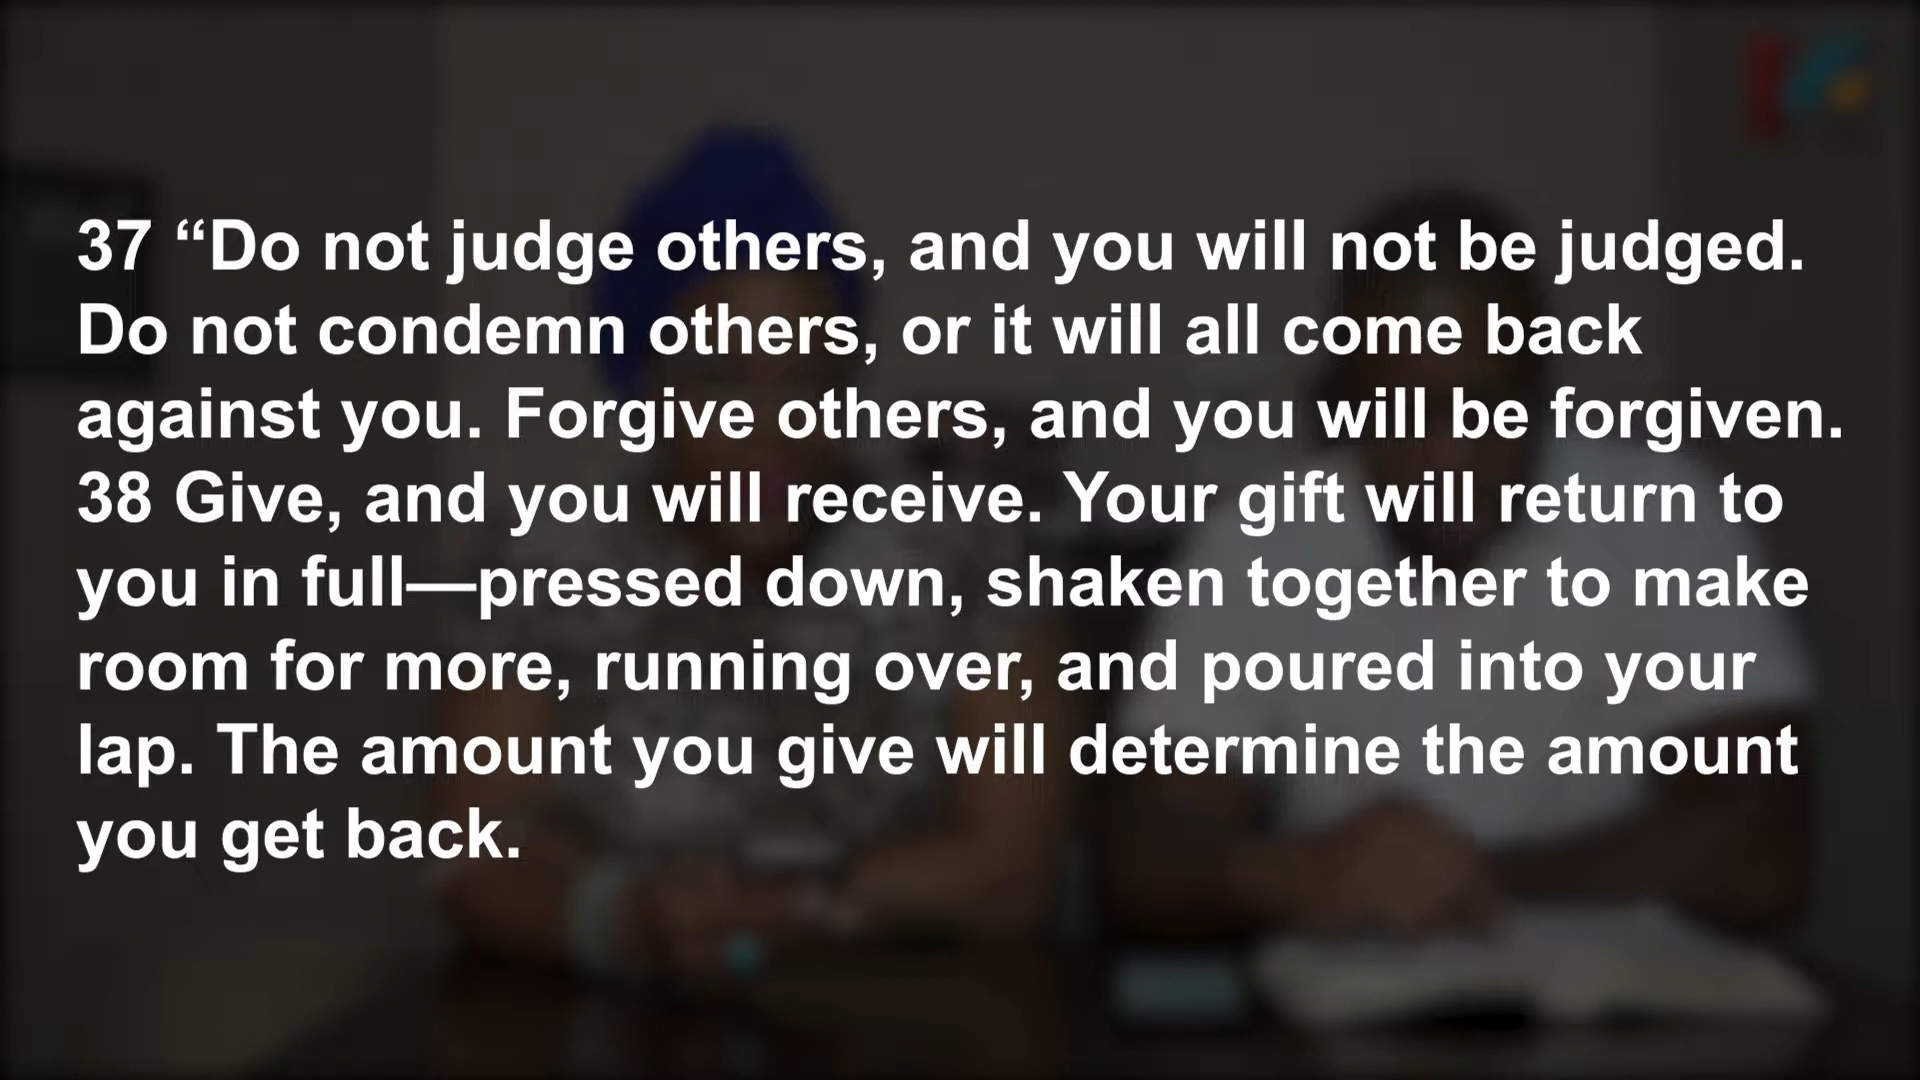 37 “Do not judge others, and you will not be judged.
Do not condemn others, or it will all come back
against you. Forgive others, and you will be forgiven.
38 Give, and you will receive. Your gift will return to
you in full—pressed down, shaken together to make
room for more, running over, and poured into your
lap. The amount you give will determine the amount
you get back.